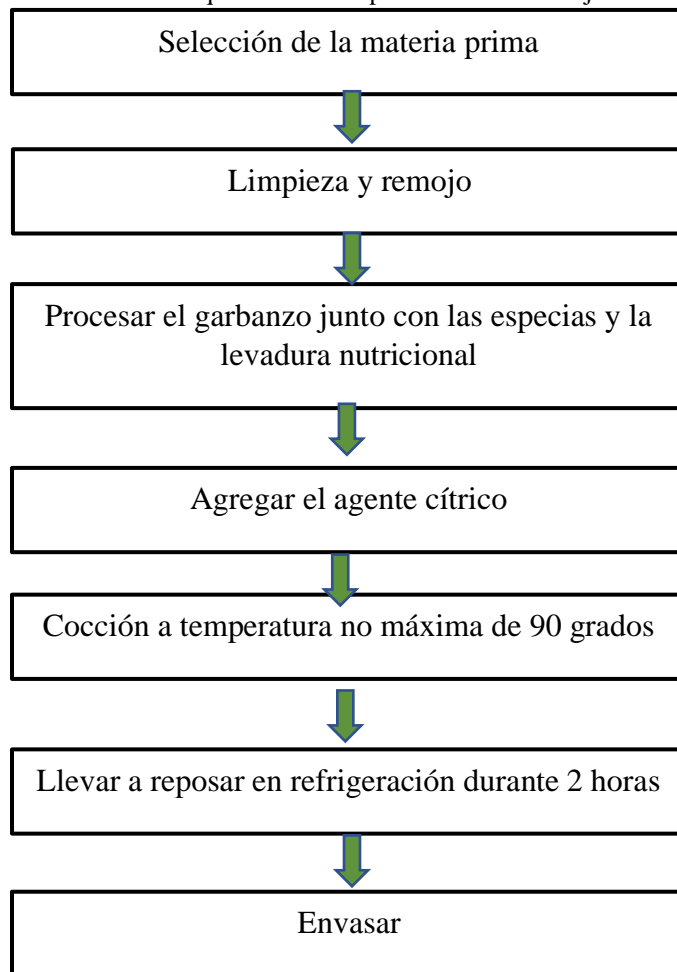 Selección de la materia prima
Limpieza y remojo
Procesar el garbanzo junto con las especias y la
levadura nutricional
Agregar el agente cítrico
Cocción a temperatura no máxima de 90 grados
Llevar a reposar en refrigeración durante 2 horas
Envasar